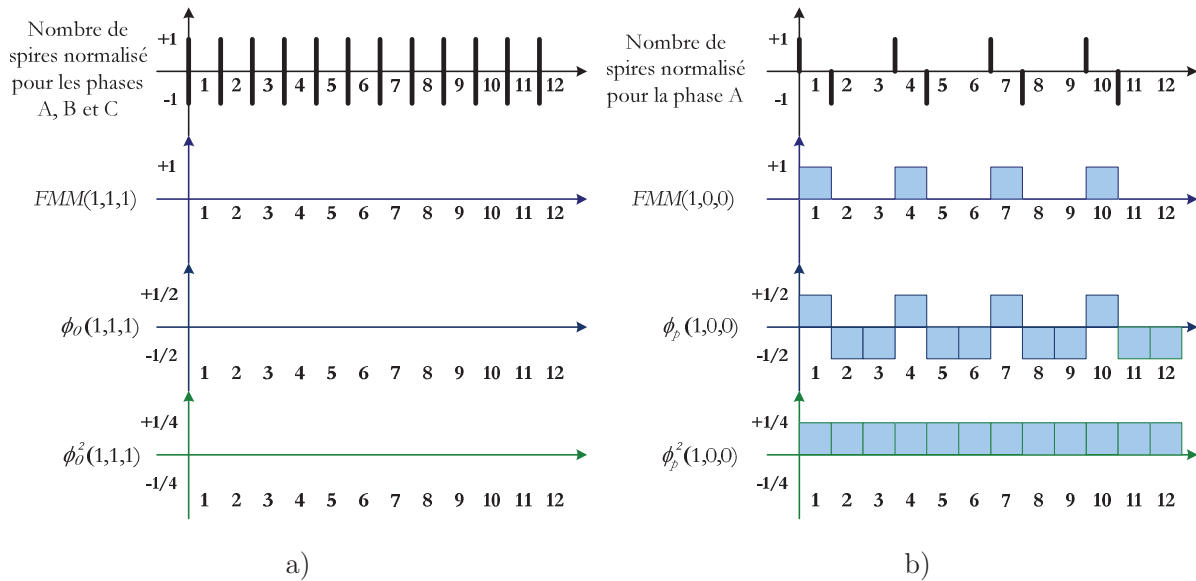 Nombre de
spires normalisé
pour les phases
A, B et C
+1
-1
1 2 3 4 5 6 7 8 9 10 11 12
FMM(1,1,1)
+1
1 2 3 4 5 6 7 8 9 10 11 12
ϕ₀(1,1,1)
+1/2
-1/2
1 2 3 4 5 6 7 8 9 10 11 12
ϕ₀²(1,1,1)
+1/4
-1/4
1 2 3 4 5 6 7 8 9 10 11 12
a)
Nombre de
spires normalisé
pour la phase A
+1
-1
1 2 3 4 5 6 7 8 9 10 11 12
FMM(1,0,0)
+1
1 2 3 4 5 6 7 8 9 10 11 12
ϕₚ(1,0,0)
+1/2
-1/2
1 2 3 4 5 6 7 8 9 10 11 12
ϕₚ²(1,0,0)
+1/4
-1/4
1 2 3 4 5 6 7 8 9 10 11 12
b)